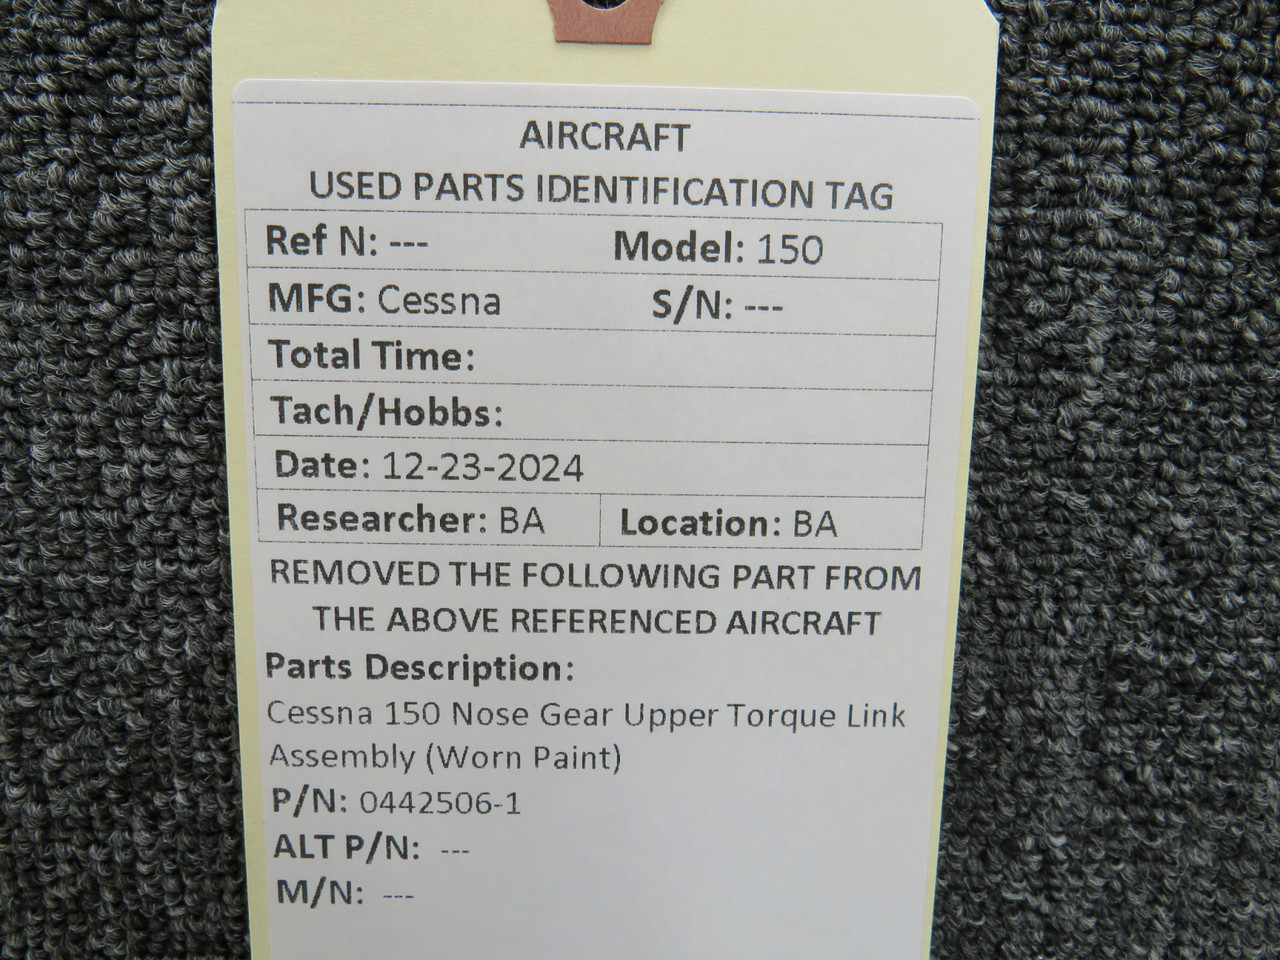 AIRCRAFT
USED PARTS IDENTIFICATION TAG
Ref N: --- Model: 150
MFG: Cessna S/N: ---
Total Time:
Tach/Hobbs:
Date: 12-23-2024
Researcher: BA Location: BA
REMOVED THE FOLLOWING PART FROM
THE ABOVE REFERENCED AIRCRAFT
Parts Description:
Cessna 150 Nose Gear Upper Torque Link
Assembly (Worn Paint)
P/N: 0442506-1
ALT P/N: ---
M/N: ---